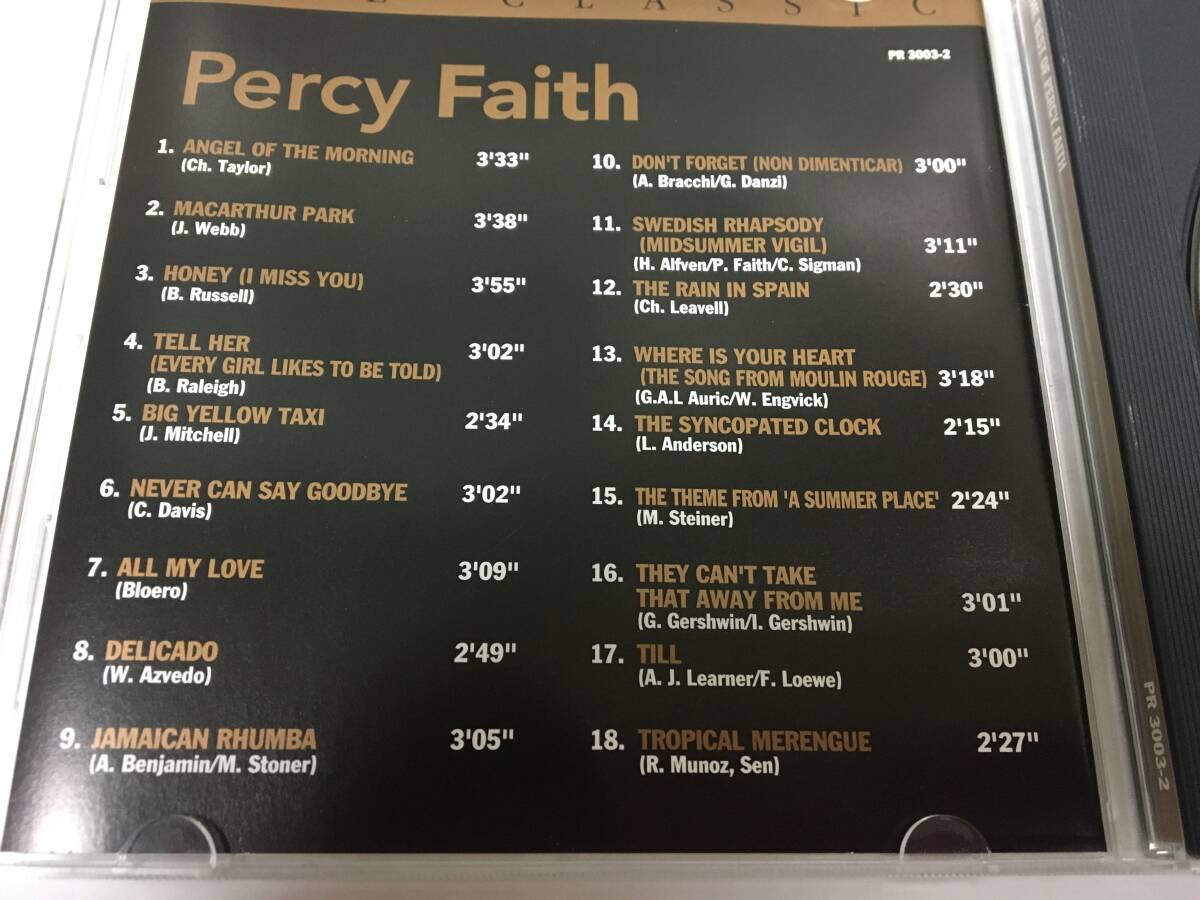 CLASSIC
PR 3003-2
Percy Faith
1. ANGEL OF THE MORNING 3'33"
(Ch. Taylor)
2. MACARTHUR PARK 3'38"
(J. Webb)
3. HONEY (I MISS YOU) 3'55"
(B. Russell)
4. TELL HER
(EVERY GIRL LIKES TO BE TOLD) 3'02"
(B. Raleigh)
5. BIG YELLOW TAXI 2'34"
(J. Mitchell)
6. NEVER CAN SAY GOODBYE 3'02"
(C. Davis)
7. ALL MY LOVE 3'09"
(Bloero)
8. DELICADO 2'49"
(W. Azvedo)
9. JAMAICAN RHUMBA 3'05"
(A. Benjamin/M. Stoner)
10. DON'T FORGET (NON DIMENTICAR) 3'00"
(A. Bracchi/G. Danzi)
11. SWEDISH RHAPSODY
(MIDSUMMER VIGIL) 3'11"
(H. Alfven/P. Faith/C. Sigman)
12. THE RAIN IN SPAIN 2'30"
(Ch. Leavell)
13. WHERE IS YOUR HEART
(THE SONG FROM MOULIN ROUGE) 3'18"
(G.A.L Auric/W. Engvick)
14. THE SYNCOPATED CLOCK 2'15"
(L. Anderson)
15. THE THEME FROM 'A SUMMER PLACE' 2'24"
(M. Steiner)
16. THEY CAN'T TAKE
THAT AWAY FROM ME 3'01"
(G. Gershwin/I. Gershwin)
17. TILL 3'00"
(A. J. Learner/F. Loewe)
18. TROPICAL MERENGUE 2'27"
(R. Munoz, Sen)
BEST OF PERCY FAITH
PR 3003-2